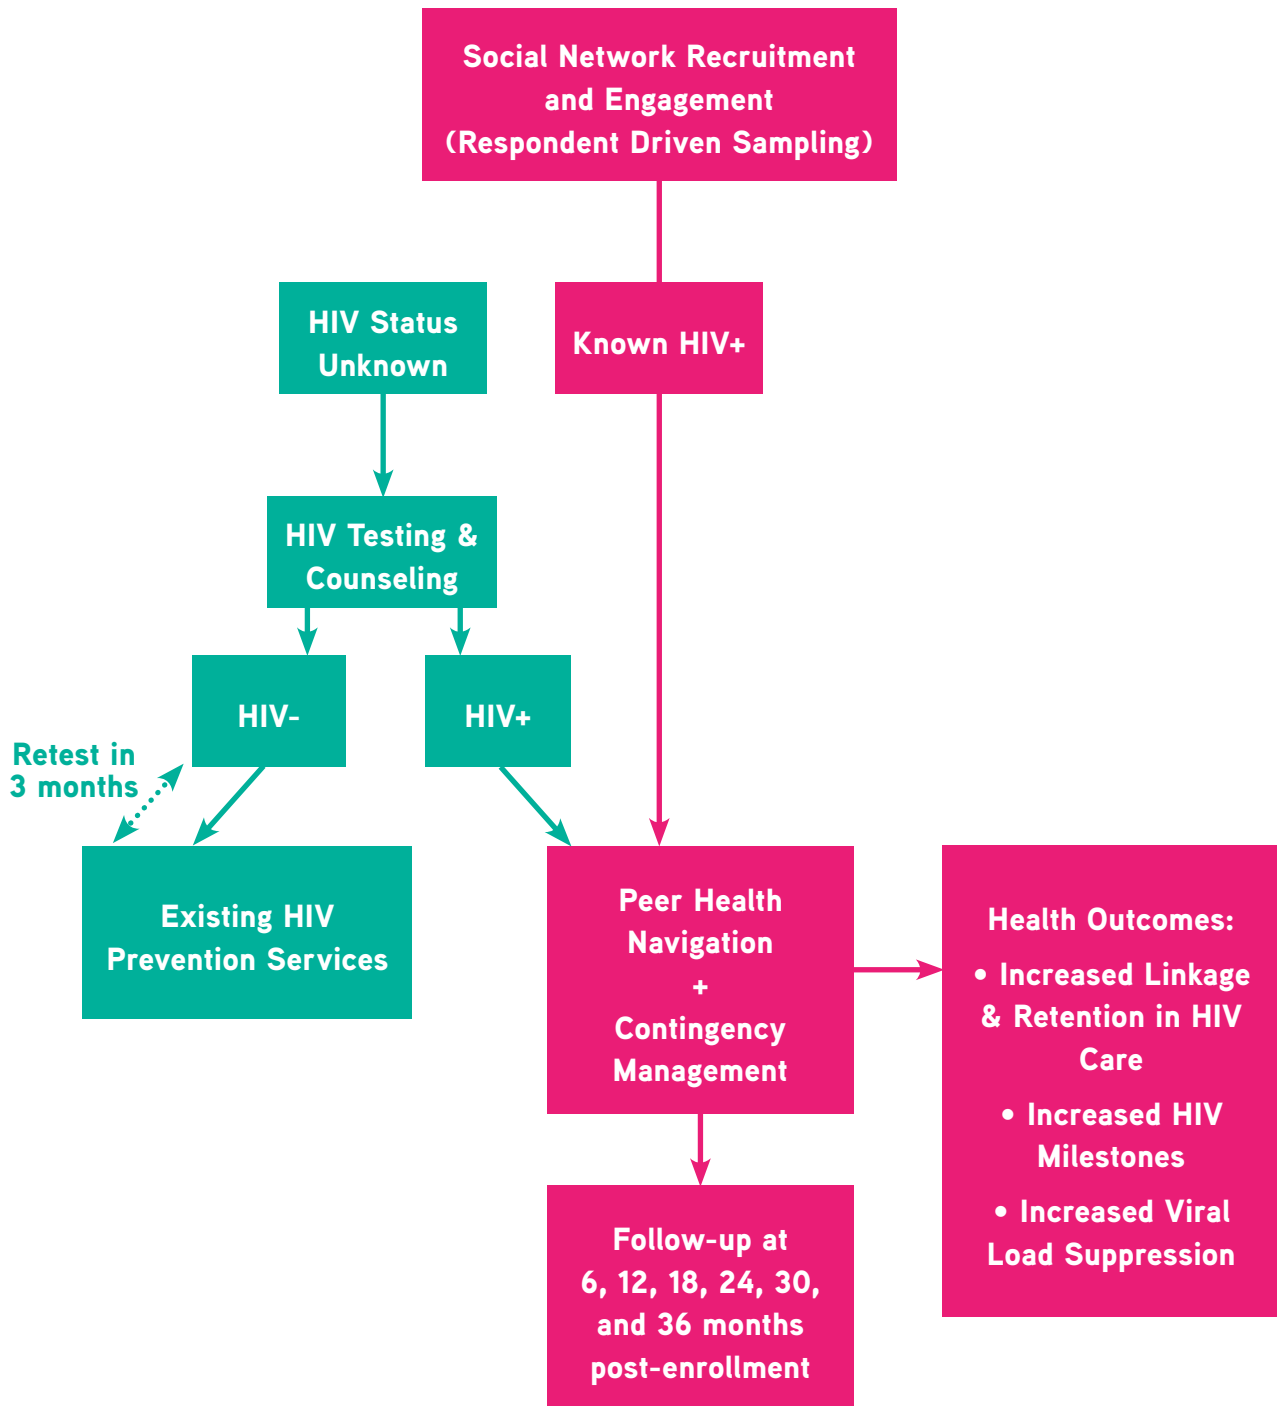 Social Network Recruitment
and Engagement
(Respondent Driven Sampling)
HIV Status
Unknown
Known HIV+
HIV Testing &
Counseling
HIV-
HIV+
Retest in
3 months
Existing HIV
Prevention Services
Peer Health
Navigation
+
Contingency
Management
Health Outcomes:
• Increased Linkage
& Retention in HIV
Care
• Increased HIV
Milestones
• Increased Viral
Load Suppression
Follow-up at
6, 12, 18, 24, 30,
and 36 months
post-enrollment